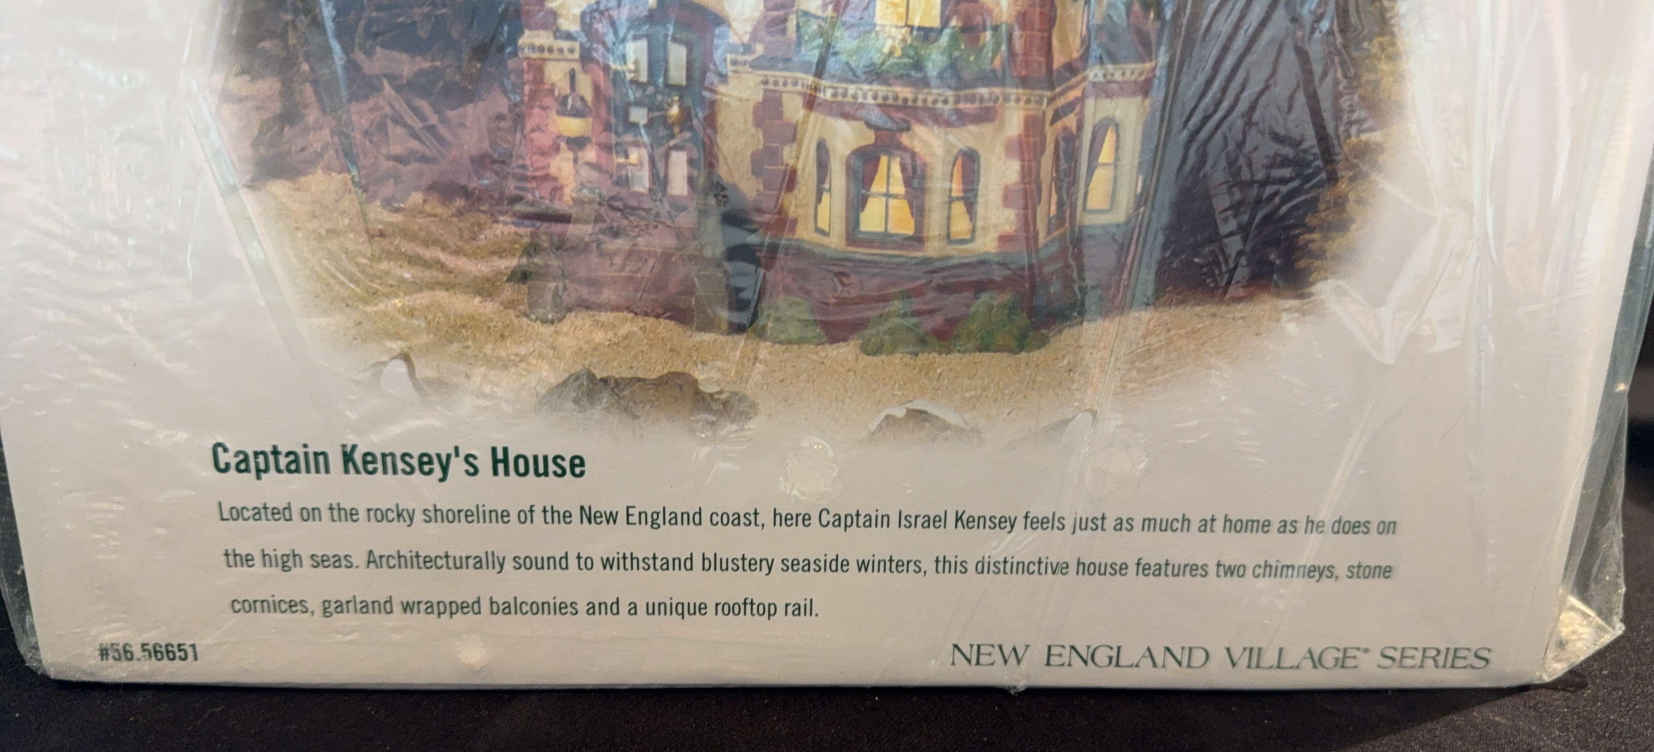 Captain Kensey's House
Located on the rocky shoreline of the New England coast, here Captain Israel Kensey feels just as much at home as he does on
the high seas. Architecturally sound to withstand blustery seaside winters, this distinctive house features two chimneys, stone
cornices, garland wrapped balconies and a unique rooftop rail.
#56.56651
NEW ENGLAND VILLAGE® SERIES